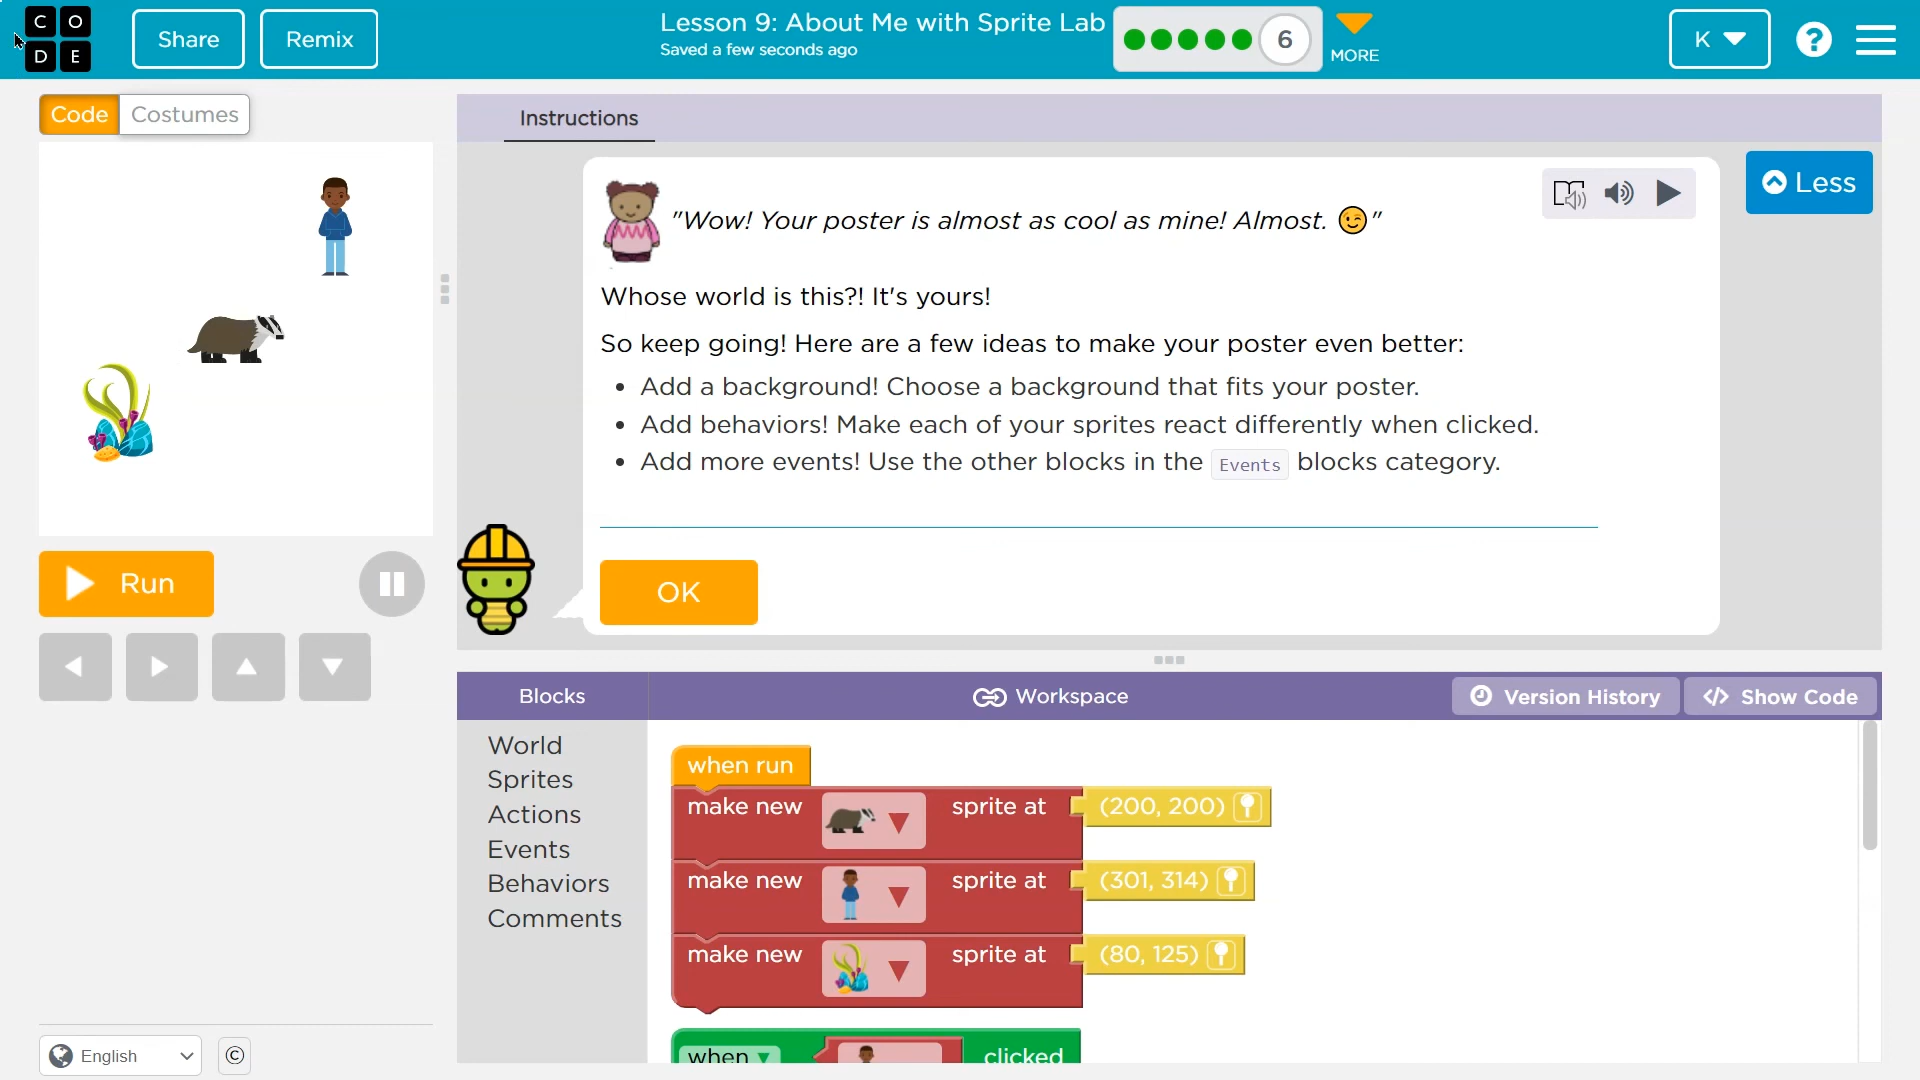 C O
D E
Share
Remix
Lesson 9: About Me with Sprite Lab
Saved a few seconds ago
6
MORE
K
?
Code
Costumes
Instructions
"Wow! Your poster is almost as cool as mine! Almost. 😉"
Less
Whose world is this?! It's yours!
So keep going! Here are a few ideas to make your poster even better:
• Add a background! Choose a background that fits your poster.
• Add behaviors! Make each of your sprites react differently when clicked.
• Add more events! Use the other blocks in the Events blocks category.
OK
Run
Blocks
Workspace
Version History
Show Code
World
Sprites
Actions
Events
Behaviors
Comments
when run
make new sprite at (200, 200)
make new sprite at (301, 314)
make new sprite at (80, 125)
when clicked
English
©